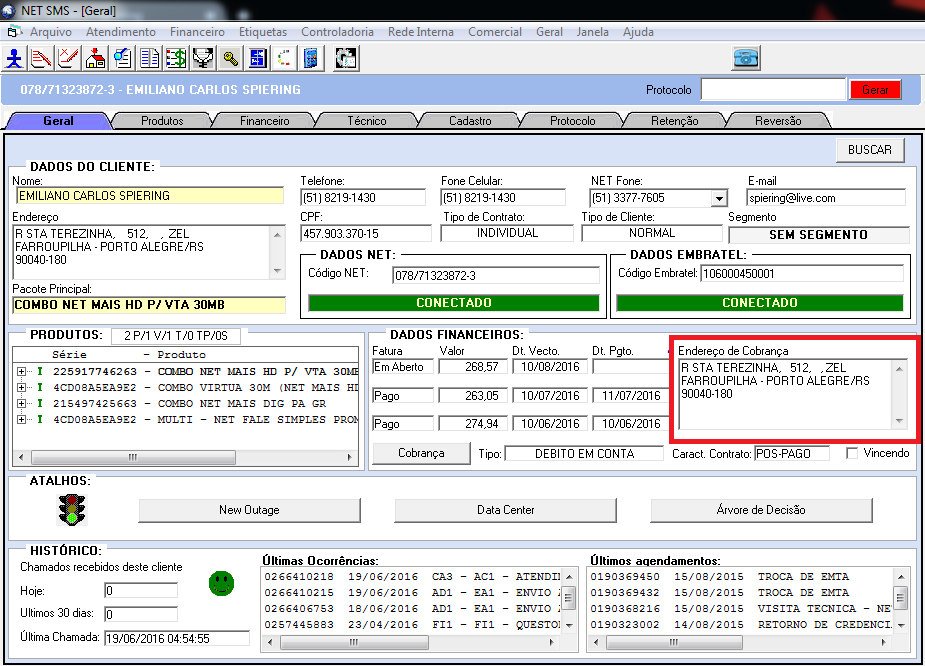 NET SMS - [Geral]
Arquivo Atendimento Financeiro Etiquetas Controladoria Rede Interna Comercial Geral Janela Ajuda
078/71323872-3 - EMILIANO CARLOS SPIERING
Protocolo
Gerar
Geral Produtos Financeiro Técnico Cadastro Protocolo Retenção Reversão
BUSCAR
DADOS DO CLIENTE:
Nome:
EMILIANO CARLOS SPIERING
Telefone:
(51) 8219-1430
Fone Celular:
(51) 8219-1430
NET Fone:
(51) 3377-7605
E-mail
spiering@live.com
Endereço
R STA TEREZINHA, 512, , ZEL
FARROUPILHA - PORTO ALEGRE/RS
90040-180
CPF:
457.903.370-15
Tipo de Contrato:
INDIVIDUAL
Tipo de Cliente:
NORMAL
Segmento
SEM SEGMENTO
Pacote Principal:
COMBO NET MAIS HD P/ VTA 30MB
DADOS NET:
Código NET:
078/71323872-3
CONECTADO
DADOS EMBRATEL:
Código Embratel:
106000450001
CONECTADO
PRODUTOS:
2 P/1 V/1 T/0 TP/0S
Série - Produto
I 225917746263 - COMBO NET MAIS HD P/ VTA 30MB
I 4CD08A5EA9E2 - COMBO VIRTUA 30M (NET MAIS HD
I 215497425663 - COMBO NET MAIS DIG PA GR
I 4CD08A5EA9E2 - MULTI - NET FALE SIMPLES PROM
DADOS FINANCEIROS:
Fatura Valor Dt. Vecto. Dt. Pgto.
Em Aberto 268,57 10/08/2016
Pago 263,05 10/07/2016 11/07/2016
Pago 274,94 10/06/2016 10/06/2016
Endereço de Cobrança
R STA TEREZINHA, 512, , ZEL
FARROUPILHA - PORTO ALEGRE/RS
90040-180
Cobrança
Tipo:
DEBITO EM CONTA
Caract. Contrato:
POS-PAGO
Vincendo
ATALHOS:
New Outage
Data Center
Árvore de Decisão
HISTÓRICO:
Chamados recebidos deste cliente
Hoje:
0
Ultimos 30 dias:
0
Última Chamada:
19/06/2016 04:54:55
Últimas Ocorrências:
0266410218 19/06/2016 CA3 - AC1 - ATENDI
0266410215 19/06/2016 AD1 - EA1 - ENVIO
0266406753 18/06/2016 AD1 - EA1 - ENVIO
0257445883 23/04/2016 FI1 - FI1 - QUESTO
Últimos agendamentos:
0190369450 15/08/2015 TROCA DE EMTA
0190369432 15/08/2015 TROCA DE EMTA
0190368216 15/08/2015 VISITA TECNICA - NE
0190323002 14/08/2015 RETORNO DE CREDENCI